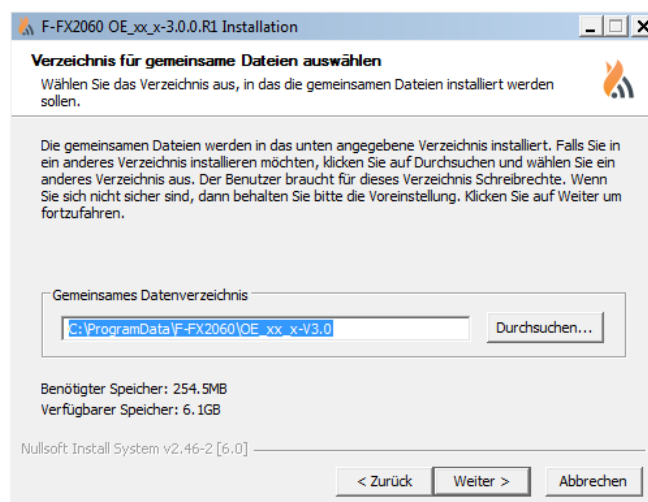 F-FX2060 OE_xx_x-3.0.0.R1 Installation
Verzeichnis für gemeinsame Dateien auswählen
Wählen Sie das Verzeichnis aus, in das die gemeinsamen Dateien installiert werden
sollen.
Die gemeinsamen Dateien werden in das unten angegebene Verzeichnis installiert. Falls Sie in
ein anderes Verzeichnis installieren möchten, klicken Sie auf Durchsuchen und wählen Sie ein
anderes Verzeichnis aus. Der Benutzer braucht für dieses Verzeichnis Schreibrechte. Wenn
Sie sich nicht sicher sind, dann behalten Sie bitte die Voreinstellung. Klicken Sie auf Weiter um
fortzufahren.
Gemeinsames Datenverzeichnis
C:\ProgramData\F-FX2060\OE_xx_x-V3.0
Durchsuchen...
Benötigter Speicher: 254.5MB
Verfügbarer Speicher: 6.1GB
Nullsoft Install System v2.46-2 [6.0]
< Zurück
Weiter >
Abbrechen